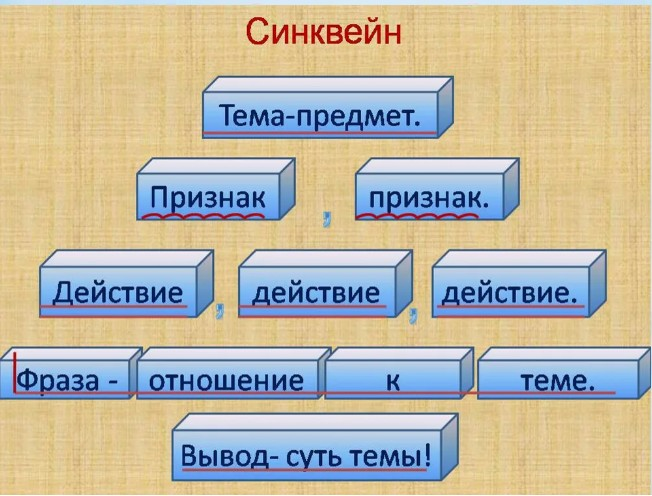 Синквейн
Тема-предмет.
Признак , признак.
Действие , действие , действие.
Фраза - отношение к теме.
Вывод- суть темы!